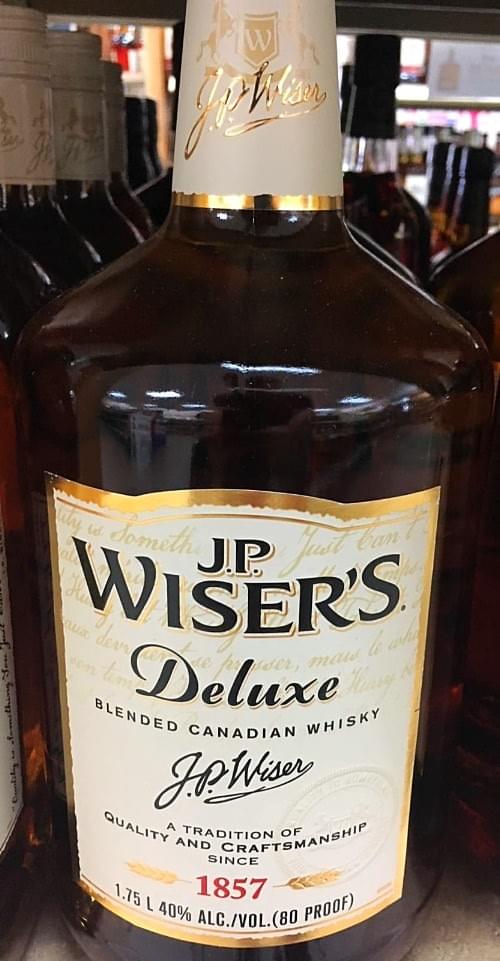 W
J.P. Wiser
J.P.
WISER'S.
Deluxe
BLENDED CANADIAN WHISKY
J.P. Wiser
A TRADITION OF
QUALITY AND CRAFTSMANSHIP
SINCE
1857
1.75 L 40% ALC./VOL. (80 PROOF)